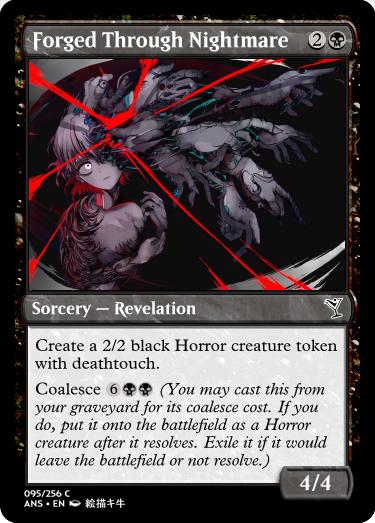 Forged Through Nightmare 2
Sorcery — Revelation
Create a 2/2 black Horror creature token
with deathtouch.
Coalesce 6 (You may cast this from
your graveyard for its coalesce cost. If you
do, put it onto the battlefield as a Horror
creature after it resolves. Exile it if it would
leave the battlefield or not resolve.)
4/4
095/256 C
ANS • EN 絵描キ牛